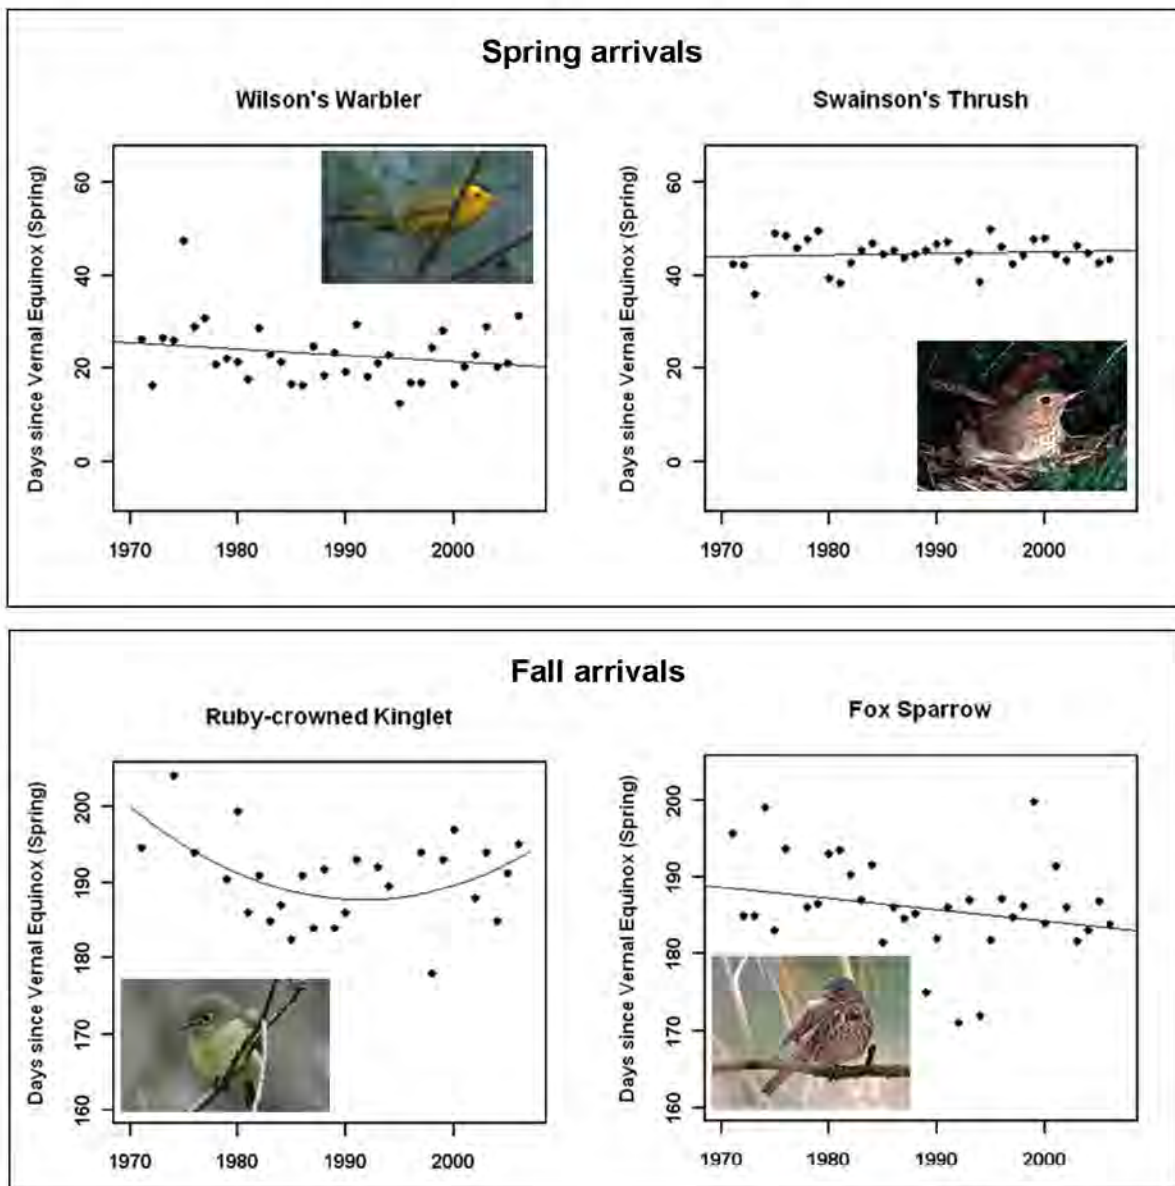 Spring arrivals
Wilson's Warbler
Days since Vernal Equinox (Spring)
60
40
20
0
1970 1980 1990 2000
Swainson's Thrush
Days since Vernal Equinox (Spring)
60
40
20
0
1970 1980 1990 2000
Fall arrivals
Ruby-crowned Kinglet
Days since Vernal Equinox (Spring)
200
190
180
170
160
1970 1980 1990 2000
Fox Sparrow
Days since Vernal Equinox (Spring)
200
190
180
170
160
1970 1980 1990 2000